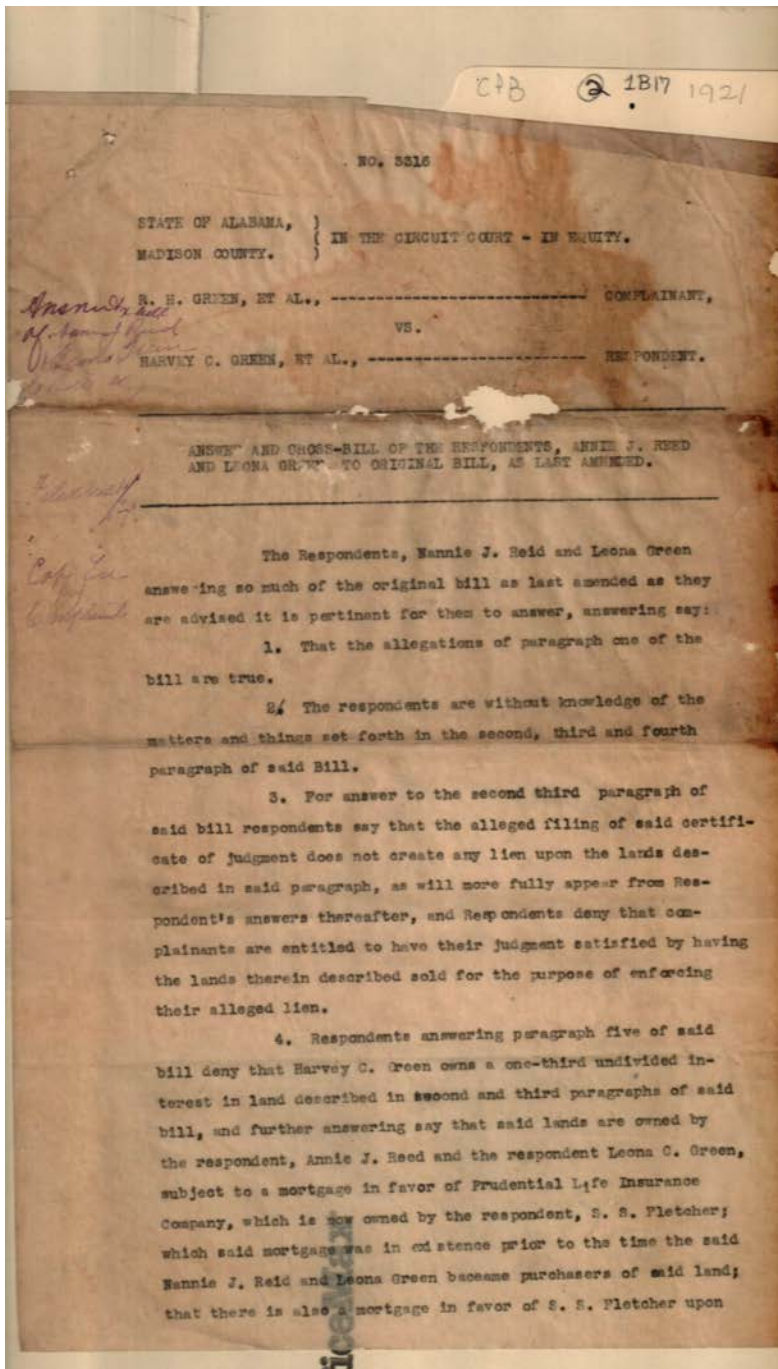 CPB ② 1B17 1921
NO. 3316
STATE OF ALABAMA, )
( IN THE CIRCUIT COURT - IN EQUITY.
MADISON COUNTY. )
R. H. GREEN, ET AL., ---------------------------- COMPLAINANT,
VS.
HARVEY C. GREEN, ET AL., ------------------------ RESPONDENT.
Answer
of
ANSWER AND CROSS-BILL OF THE RESPONDENTS, ANNIE J. REED
AND LEONA GREEN TO ORIGINAL BILL, AS LAST AMENDED.
The Respondents, Nannie J. Reid and Leona Green
answering so much of the original bill as last amended as they
are advised it is pertinent for them to answer, answering say:
1. That the allegations of paragraph one of the
bill are true.
2. The respondents are without knowledge of the
matters and things set forth in the second, third and fourth
paragraph of said Bill.
3. For answer to the second third paragraph of
said bill respondents say that the alleged filing of said certifi-
cate of judgment does not create any lien upon the lands des-
cribed in said paragraph, as will more fully appear from Res-
pondent's answers thereafter, and Respondents deny that com-
plainants are entitled to have their judgment satisfied by having
the lands therein described sold for the purpose of enforcing
their alleged lien.
4. Respondents answering paragraph five of said
bill deny that Harvey C. Green owns a one-third undivided in-
terest in land described in second and third paragraphs of said
bill, and further answering say that said lands are owned by
the respondent, Annie J. Reed and the respondent Leona C. Green,
subject to a mortgage in favor of Prudential Life Insurance
Company, which is now owned by the respondent, S. S. Fletcher;
which said mortgage was in existence prior to the time the said
Nannie J. Reid and Leona Green baceame purchasers of said land;
that there is also a mortgage in favor of S. S. Fletcher upon
iceMax